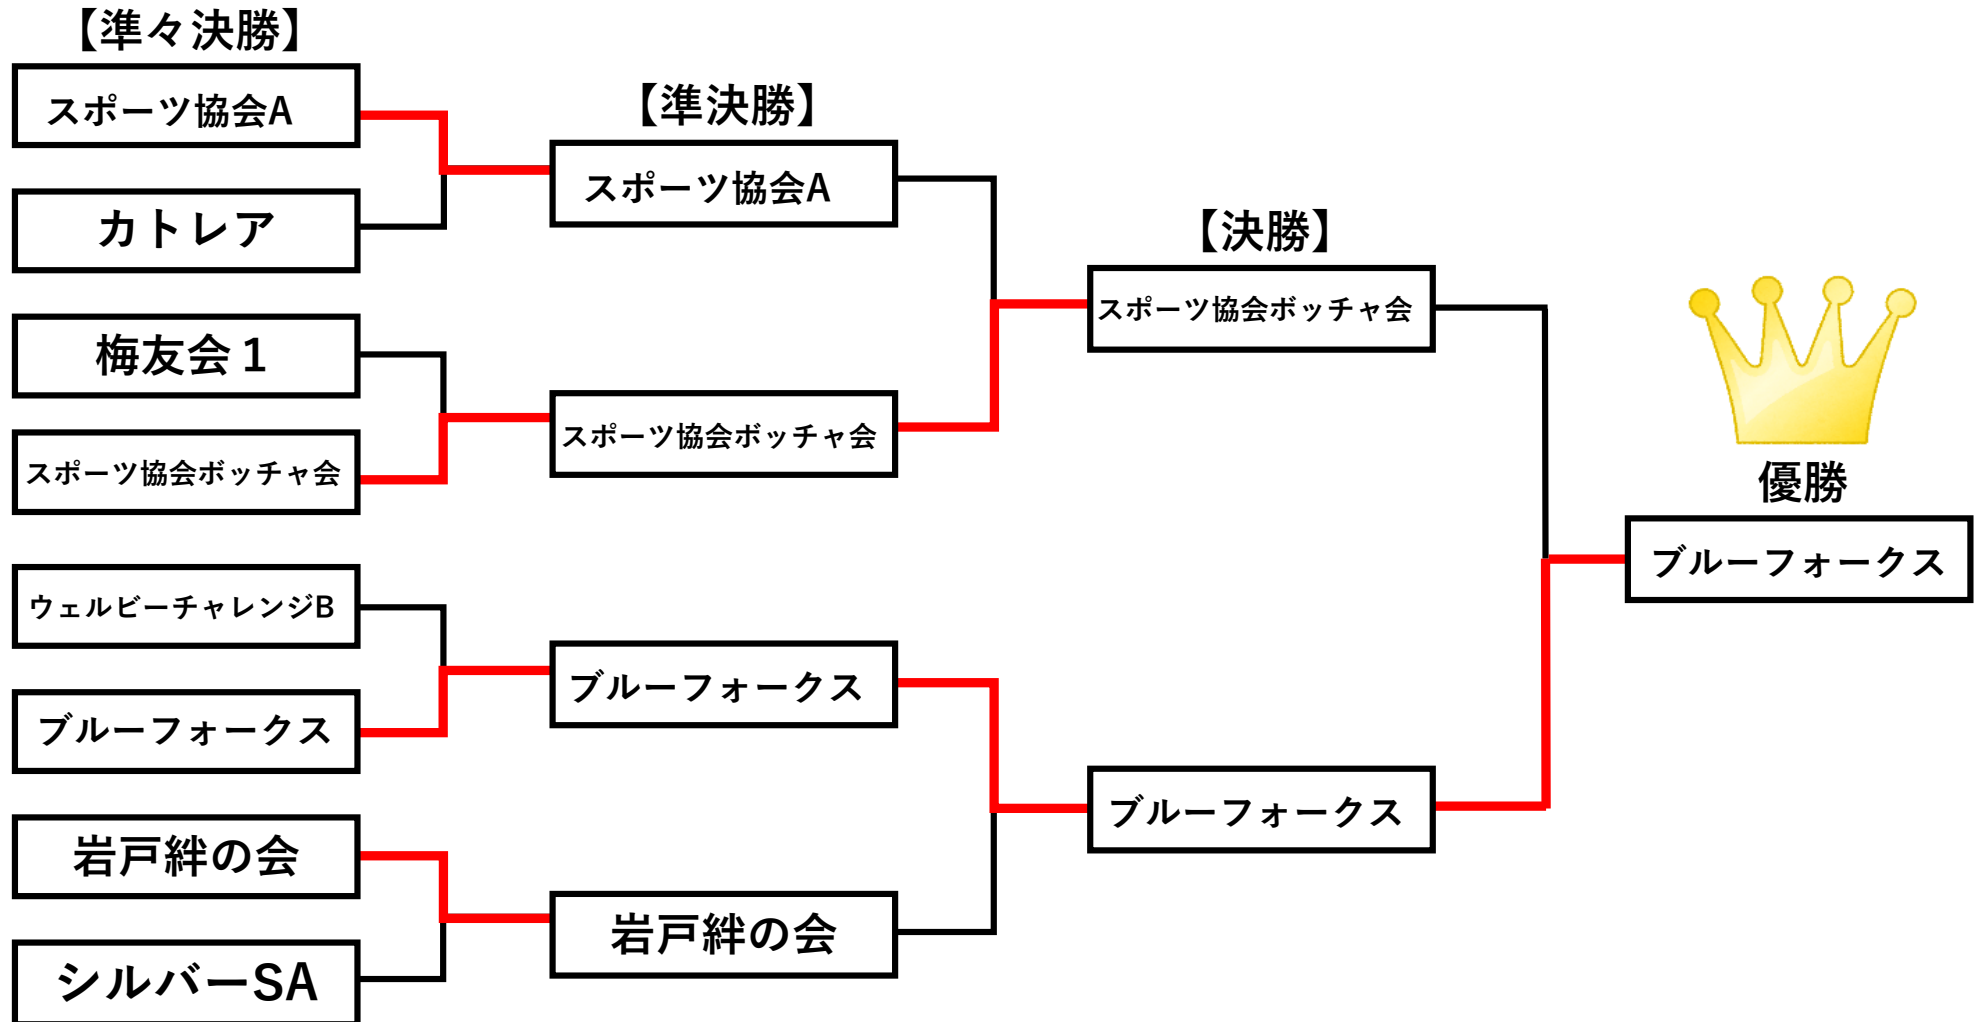 【準々決勝】
スポーツ協会A
カトレア
梅友会１
スポーツ協会ボッチャ会
ウェルビーチャレンジB
ブルーフォークス
岩戸絆の会
シルバーSA
【準決勝】
スポーツ協会A
スポーツ協会ボッチャ会
ブルーフォークス
岩戸絆の会
【決勝】
スポーツ協会ボッチャ会
ブルーフォークス
優勝
ブルーフォークス